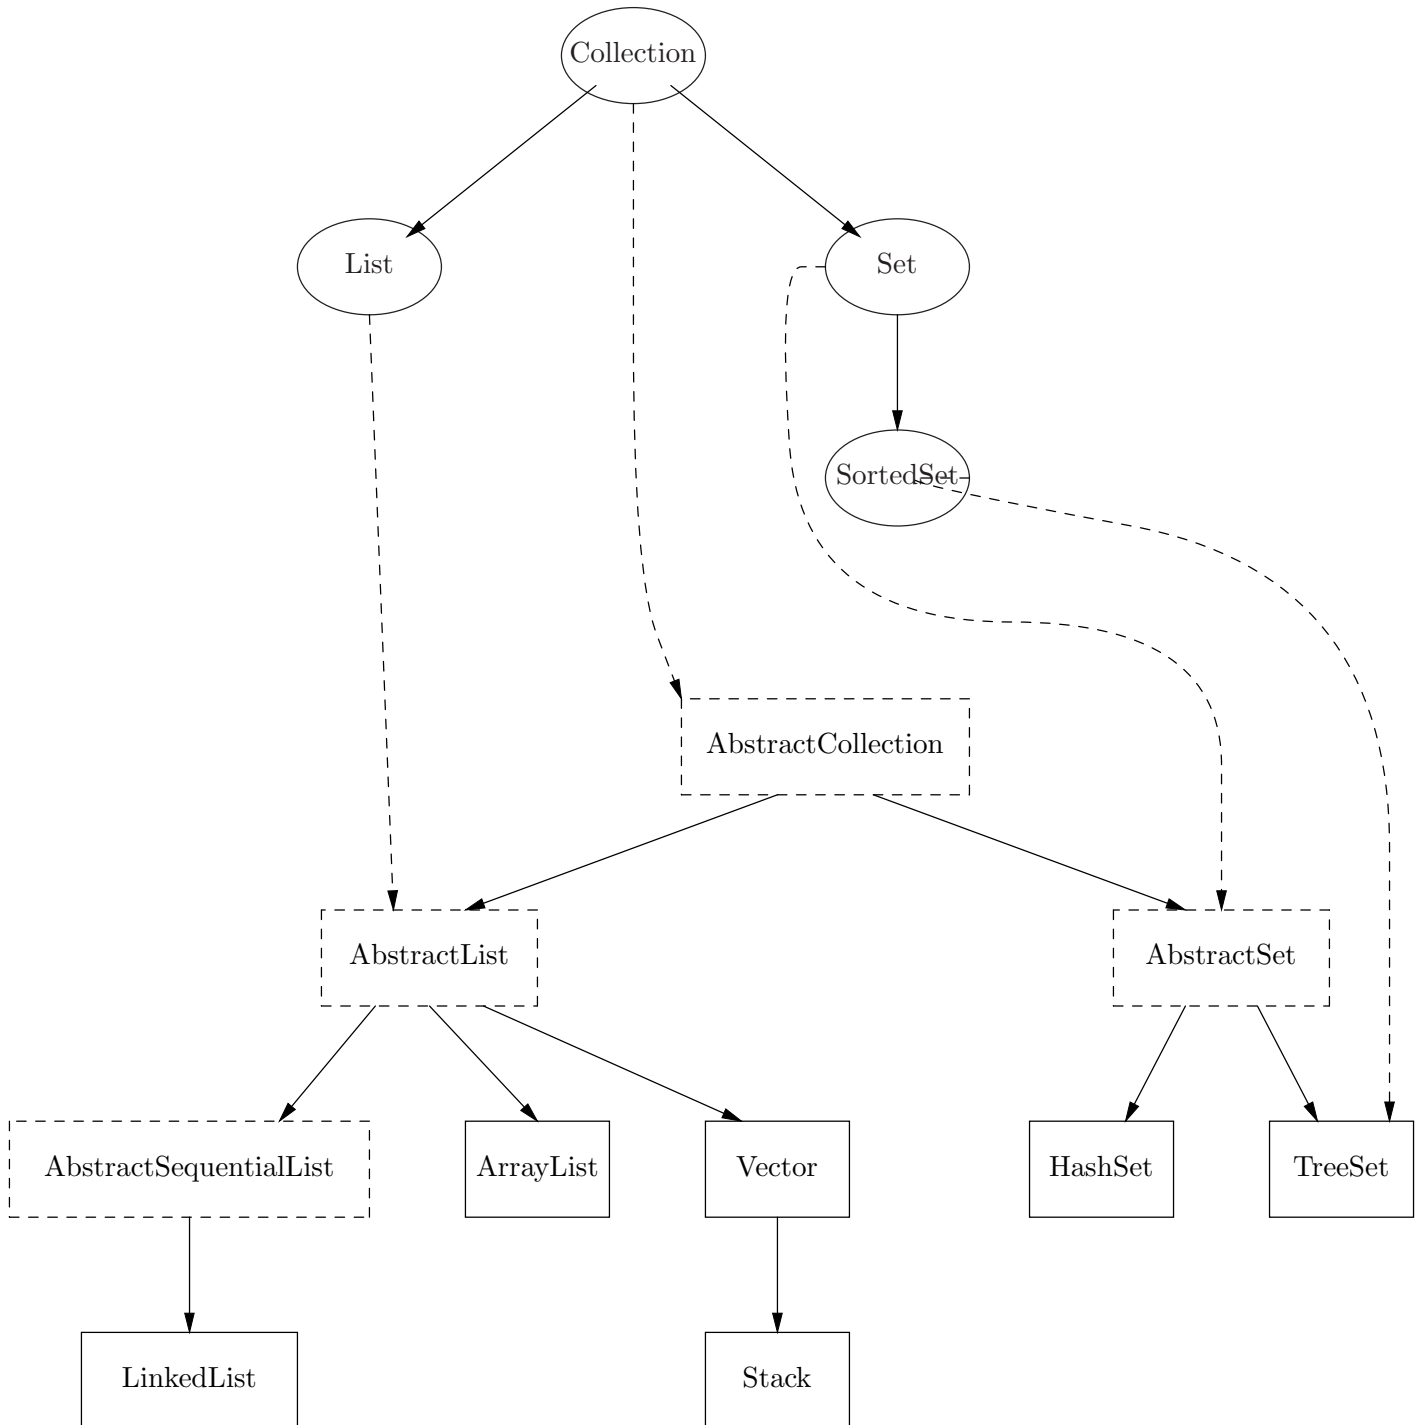 Collection
List
Set
SortedSet
AbstractCollection
AbstractList
AbstractSet
AbstractSequentialList
ArrayList
Vector
HashSet
TreeSet
LinkedList
Stack